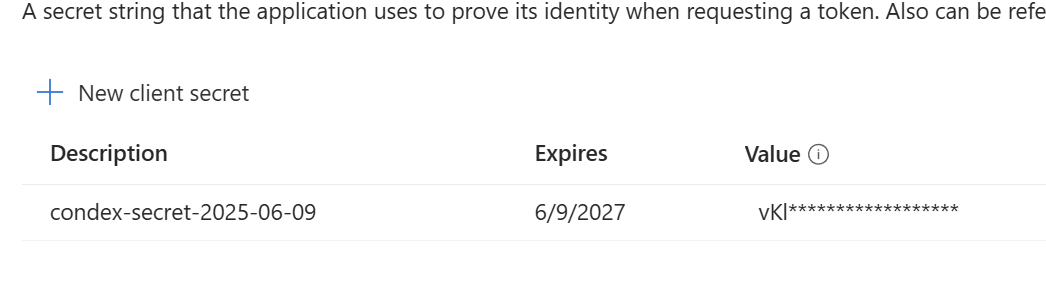 A secret string that the application uses to prove its identity when requesting a token. Also can be refe
New client secret
Description Expires Value
condex-secret-2025-06-09 6/9/2027 vKl******************